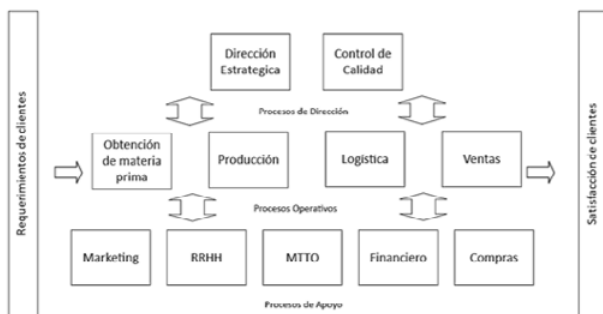 Requerimientos de clientes
Dirección
Estrategica
Control de
Calidad
Procesos de Dirección
Obtención
de materia
prima
Producción
Logística
Ventas
Procesos Operativos
Marketing
RRHH
MTTO
Financiero
Compras
Procesos de Apoyo
Satisfacción de clientes